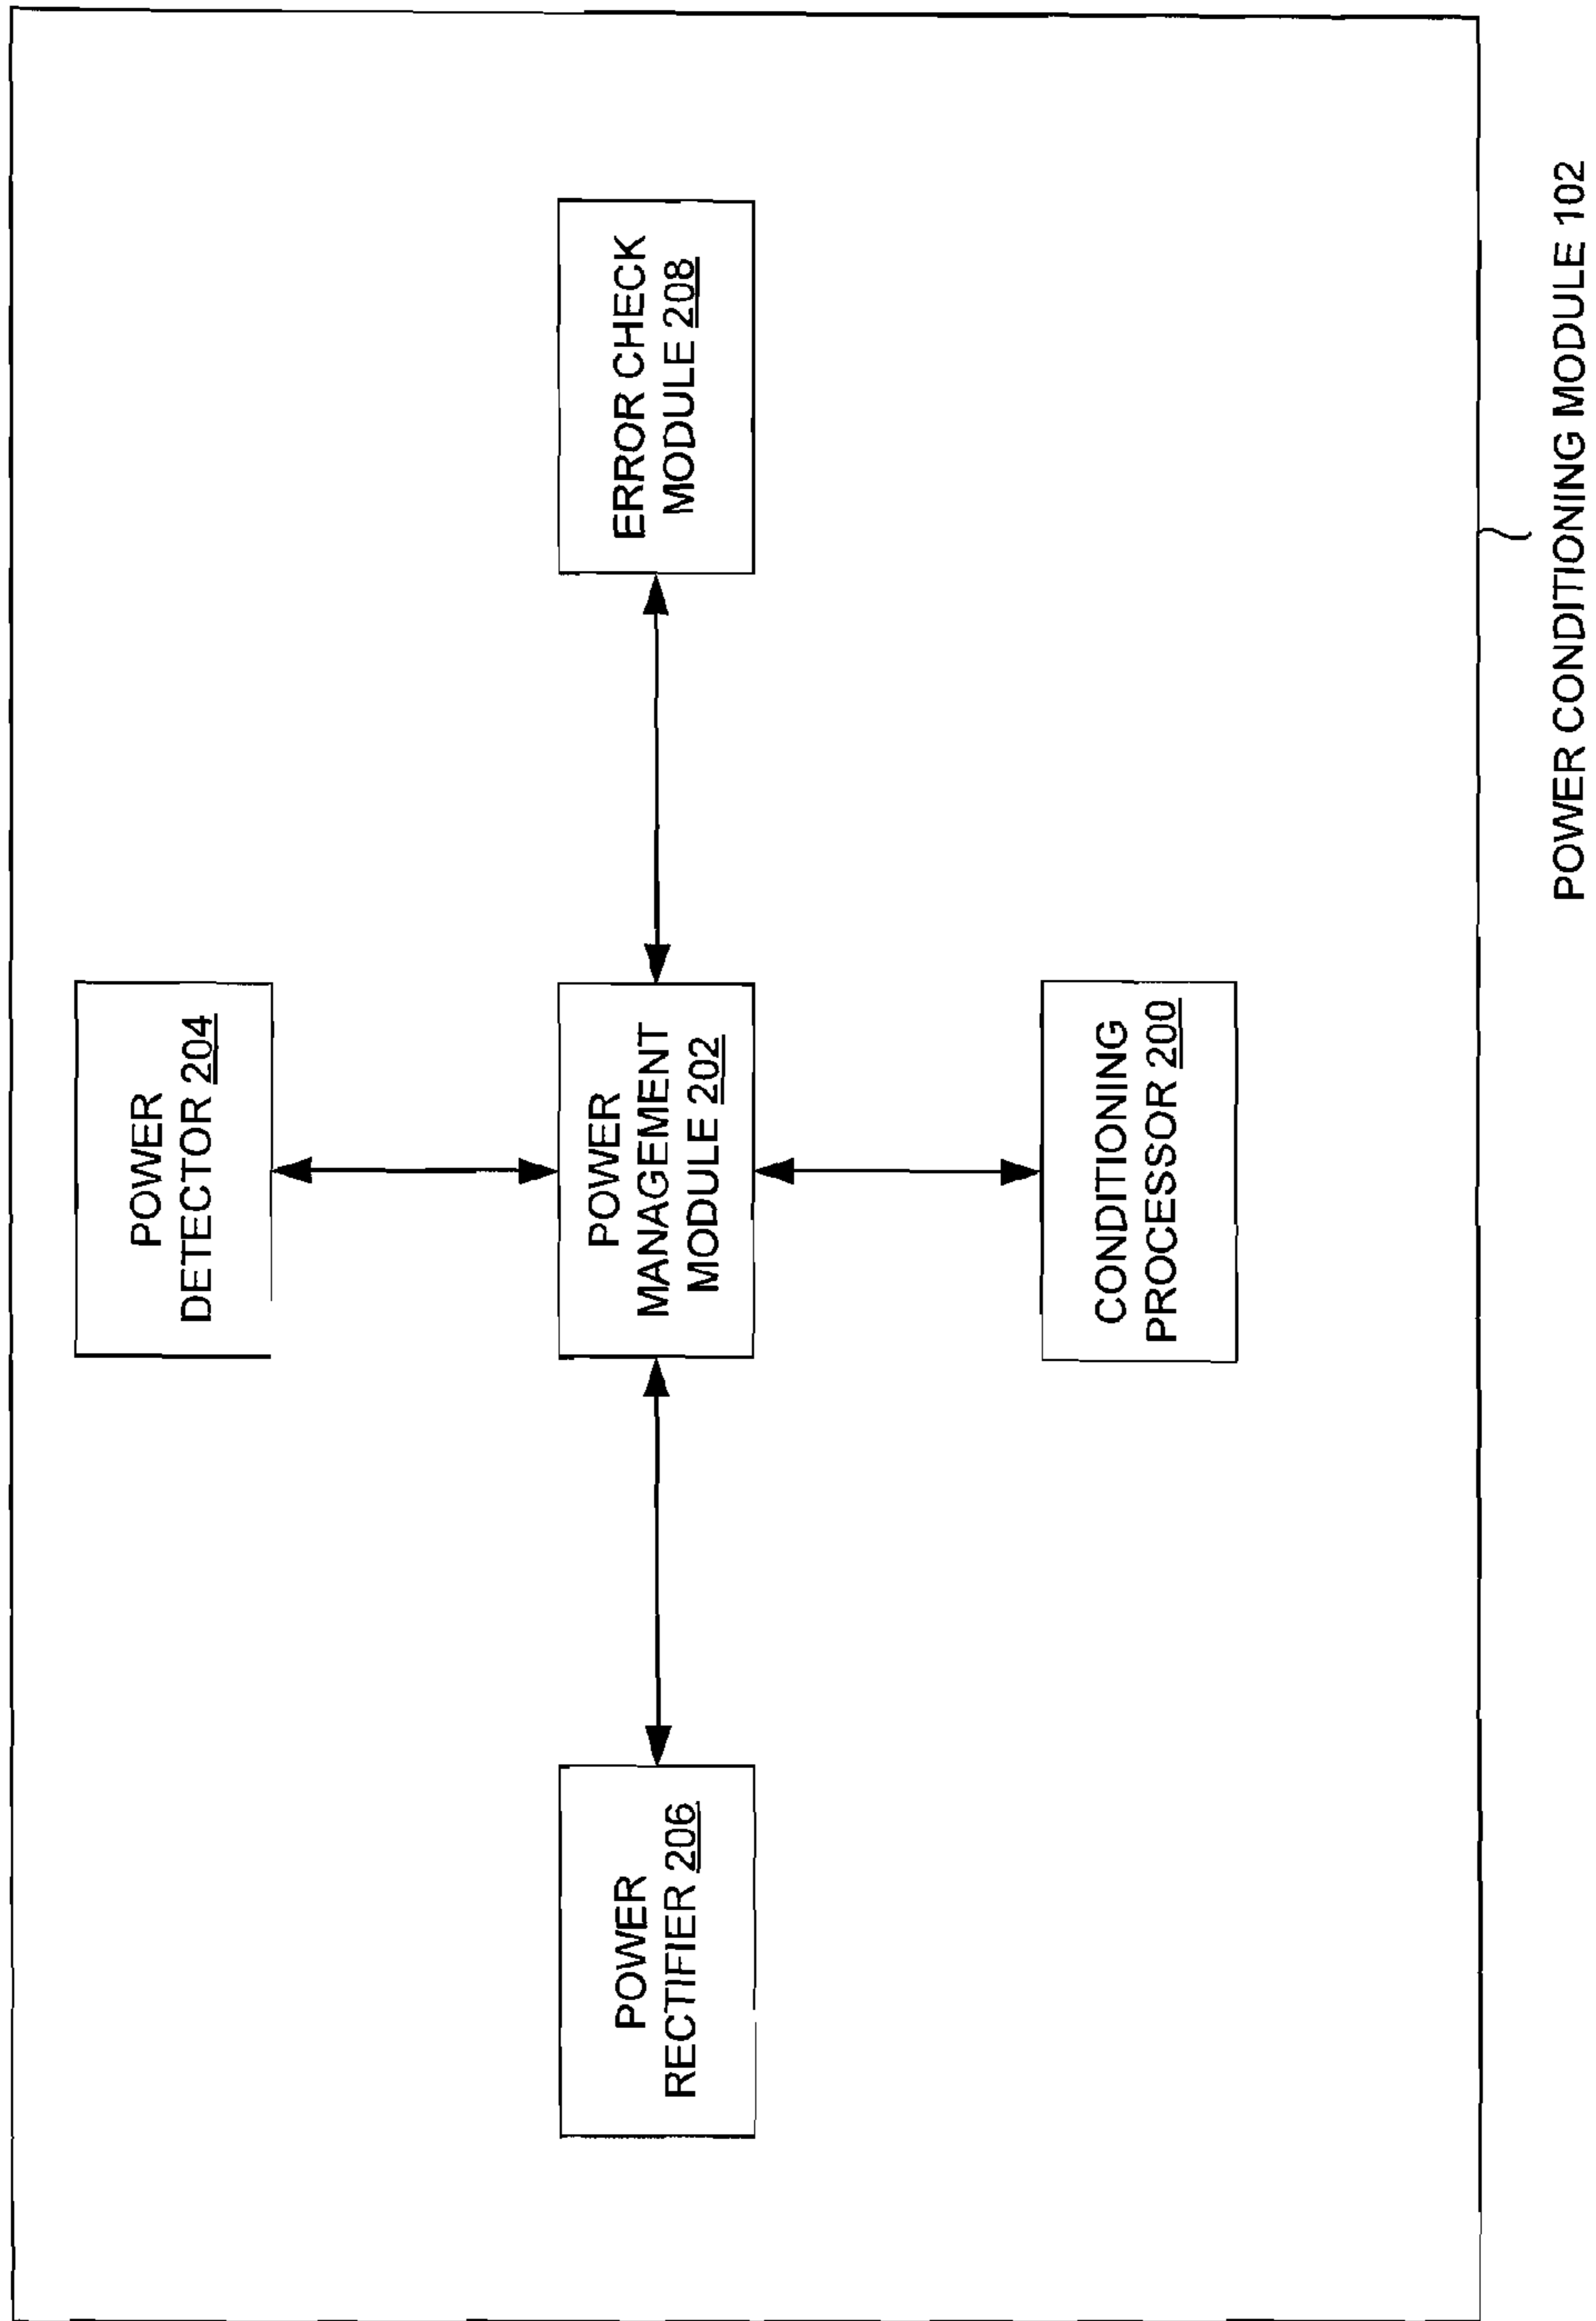 POWER
DETECTOR 204
POWER
RECTIFIER 206
POWER
MANAGEMENT
MODULE 202
ERROR CHECK
MODULE 208
CONDITIONING
PROCESSOR 200
POWER CONDITIONING MODULE 102